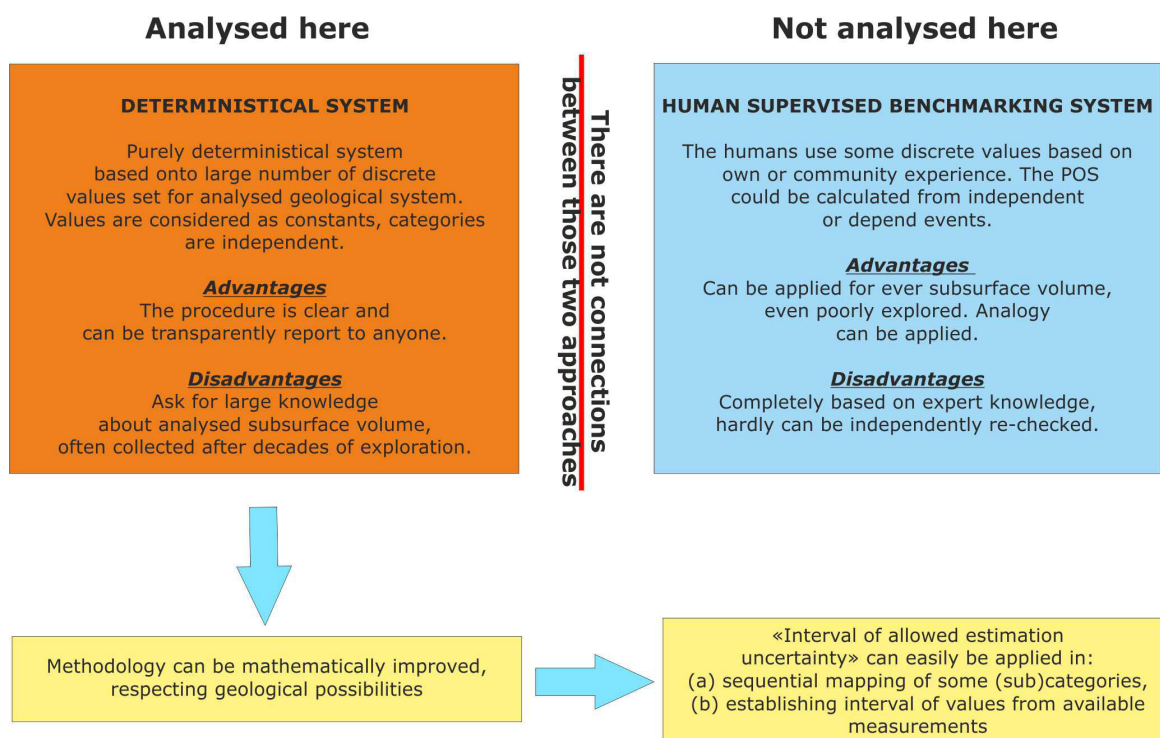 Analysed here
DETERMINISTICAL SYSTEM
Purely deterministical system
based onto large number of discrete
values set for analysed geological system.
Values are considered as constants, categories
are independent.
Advantages
The procedure is clear and
can be transparently report to anyone.
Disadvantages
Ask for large knowledge
about analysed subsurface volume,
often collected after decades of exploration.
There are not connections
between those two approaches
Not analysed here
HUMAN SUPERVISED BENCHMARKING SYSTEM
The humans use some discrete values based on
own or community experience. The POS
could be calculated from independent
or depend events.
Advantages
Can be applied for ever subsurface volume,
even poorly explored. Analogy
can be applied.
Disadvantages
Completely based on expert knowledge,
hardly can be independently re-checked.
Methodology can be mathematically improved,
respecting geological possibilities
«Interval of allowed estimation
uncertainty» can easily be applied in:
(a) sequential mapping of some (sub)categories,
(b) establishing interval of values from available
measurements